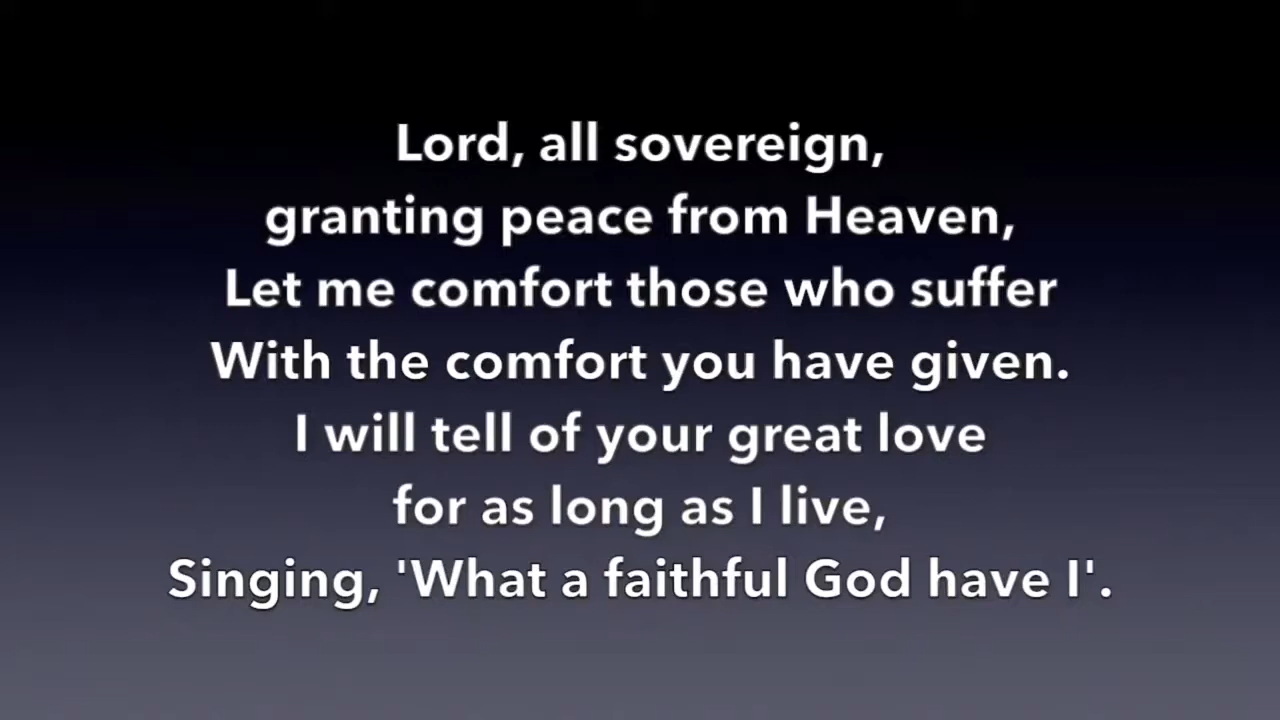 Lord, all sovereign,
granting peace from Heaven,
Let me comfort those who suffer
With the comfort you have given.
I will tell of your great love
for as long as I live,
Singing, 'What a faithful God have I'.